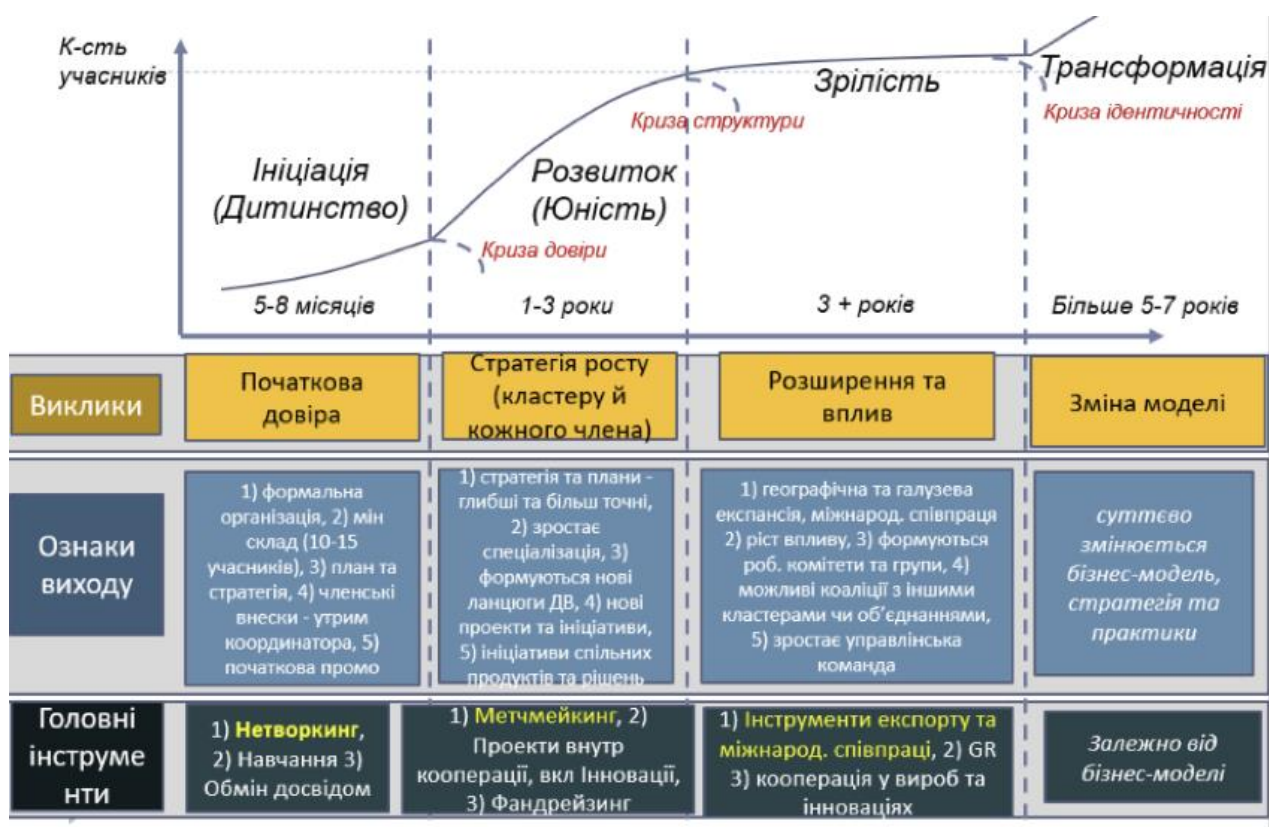 К-сть
учасників
Ініціація
(Дитинство)
Розвиток
(Юність)
Зрілість
Трансформація
Криза довіри
Криза структури
Криза ідентичності
5-8 місяців
1-3 роки
3 + років
Більше 5-7 років
Виклики
Початкова
довіра
Стратегія росту
(кластеру й
кожного члена)
Розширення та
вплив
Зміна моделі
Ознаки
виходу
1) формальна
організація, 2) мін
склад (10-15
учасників), 3) план та
стратегія, 4) членські
внески - утрим
координатора, 5)
початкова промо
1) стратегія та плани -
глибші та більш точні,
2) зростає
спеціалізація, 3)
формуються нові
ланцюги ДВ, 4) нові
проекти та ініціативи,
5) ініціативи спільних
продуктів та рішень
1) географічна та галузева
експансія, міжнарод. співпраця
2) ріст впливу, 3) формуються
роб. комітети та групи, 4)
можливі коаліції з іншими
кластерами чи об’єднаннями,
5) зростає управлінська
команда
суттєво
змінюється
бізнес-модель,
стратегія та
практики
Головні
інструме
нти
1) Нетворкинг,
2) Навчання 3)
Обмін досвідом
1) Метчмейкинг, 2)
Проекти внутр
кооперації, вкл Інновації,
3) Фандрейзинг
1) Інструменти експорту та
міжнарод. співпраці, 2) GR
3) кооперація у вироб та
інноваціях
Залежно від
бізнес-моделі